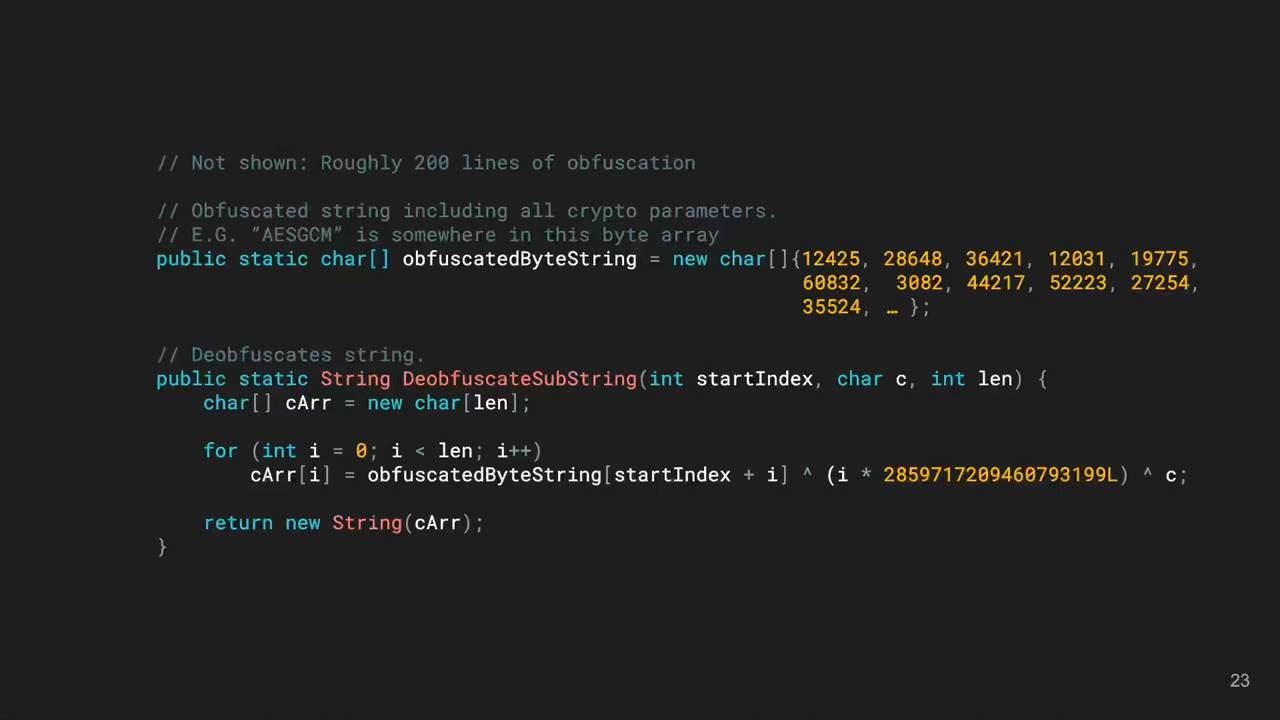 // Not shown: Roughly 200 lines of obfuscation
// Obfuscated string including all crypto parameters.
// E.G. “AESGCM” is somewhere in this byte array
public static char[] obfuscatedByteString = new char[]{12425, 28648, 36421, 12031, 19775,
60832, 3082, 44217, 52223, 27254,
35524, … };
// Deobfuscates string.
public static String DeobfuscateSubString(int startIndex, char c, int len) {
char[] cArr = new char[len];
for (int i = 0; i < len; i++)
cArr[i] = obfuscatedByteString[startIndex + i] ^ (i * 2859717209460793199L) ^ c;
return new String(cArr);
}
23